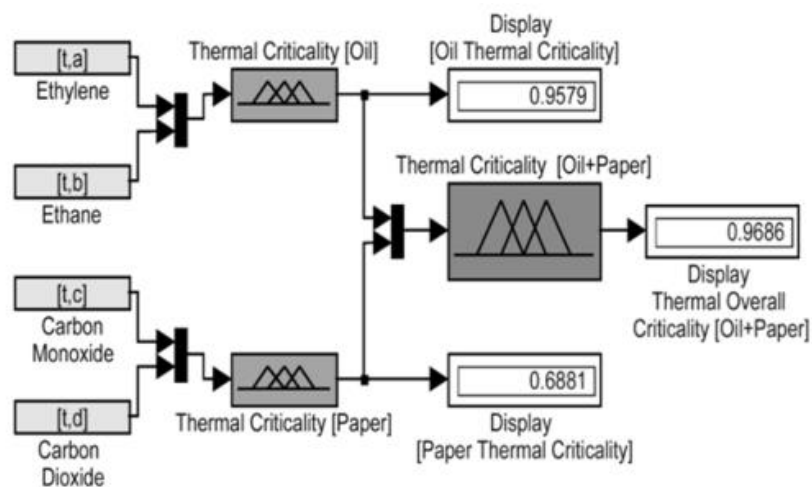 [t,a]
Ethylene
[t,b]
Ethane
Thermal Criticality [Oil]
Display
[Oil Thermal Criticality]
0.9579
Thermal Criticality [Oil+Paper]
0.9686
Display
Thermal Overall
Criticality [Oil+Paper]
[t,c]
Carbon
Monoxide
[t,d]
Carbon
Dioxide
Thermal Criticality [Paper]
0.6881
Display
[Paper Thermal Criticality]